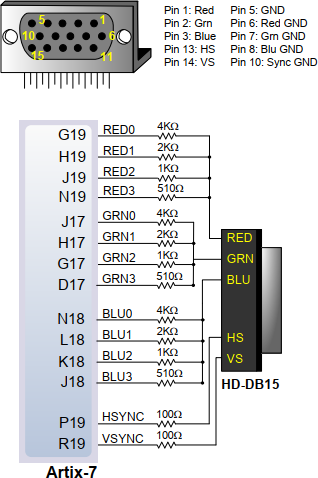 Pin 1: Red Pin 5: GND
Pin 2: Grn Pin 6: Red GND
Pin 3: Blue Pin 7: Grn GND
Pin 13: HS Pin 8: Blu GND
Pin 14: VS Pin 10: Sync GND
5 1
10 6
15 11
G19 RED0 4KΩ
H19 RED1 2KΩ
J19 RED2 1KΩ
N19 RED3 510Ω
J17 GRN0 4KΩ
H17 GRN1 2KΩ
G17 GRN2 1KΩ
D17 GRN3 510Ω
N18 BLU0 4KΩ
L18 BLU1 2KΩ
K18 BLU2 1KΩ
J18 BLU3 510Ω
P19 HSYNC 100Ω
R19 VSYNC 100Ω
RED
GRN
BLU
HS
VS
HD-DB15
Artix-7